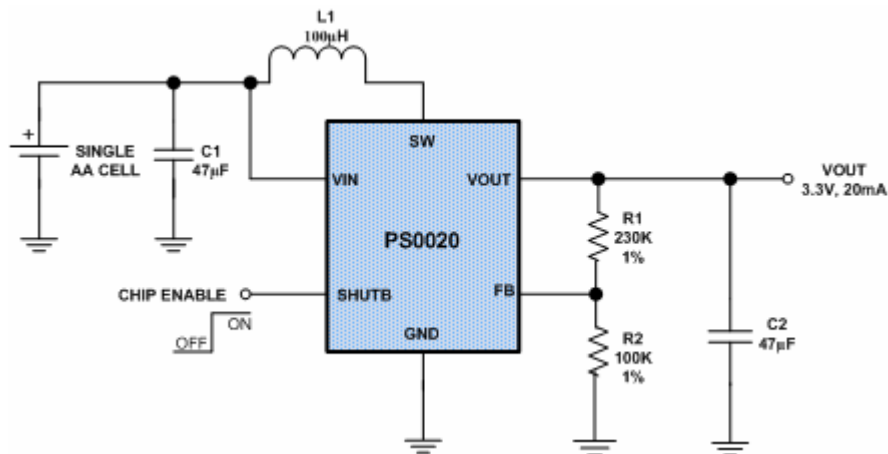 L1
100µH
+
SINGLE
AA CELL
C1
47µF
SW
VIN
VOUT
PS0020
SHUTB
FB
GND
CHIP ENABLE
OFF
ON
R1
230K
1%
R2
100K
1%
C2
47µF
VOUT
3.3V, 20mA